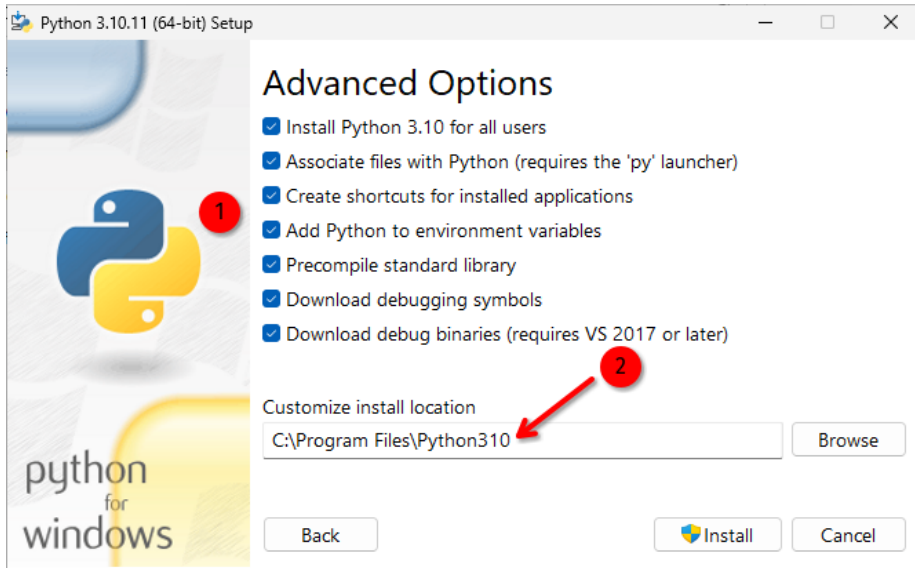 Python 3.10.11 (64-bit) Setup
Advanced Options
Install Python 3.10 for all users
Associate files with Python (requires the 'py' launcher)
Create shortcuts for installed applications
1
Add Python to environment variables
Precompile standard library
Download debugging symbols
Download debug binaries (requires VS 2017 or later)
2
Customize install location
C:\Program Files\Python310
Browse
python
for
windows
Back
Install
Cancel